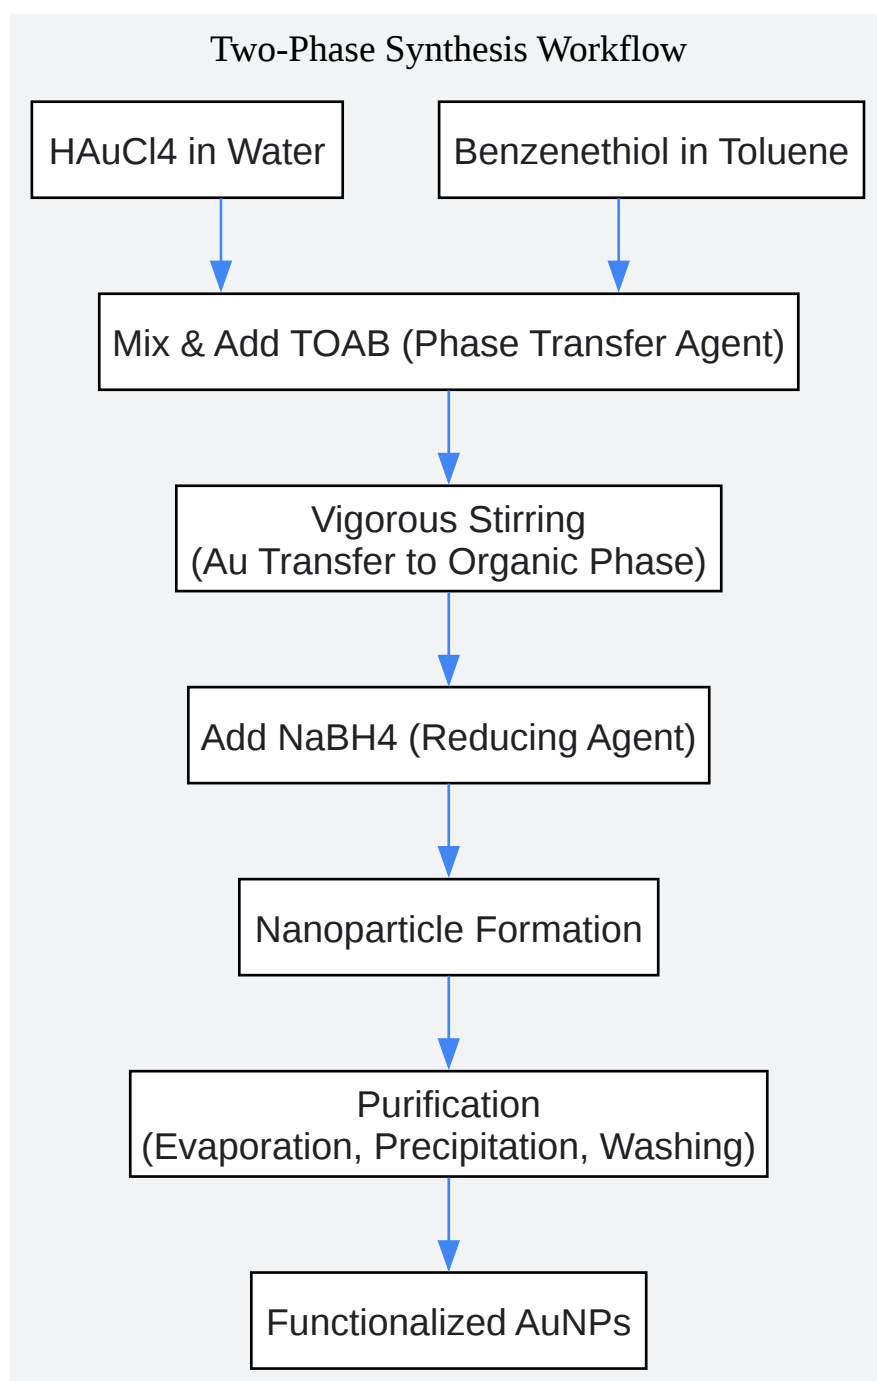 Two-Phase Synthesis Workflow
HAuCl4 in Water
Benzenethiol in Toluene
Mix & Add TOAB (Phase Transfer Agent)
Vigorous Stirring
(Au Transfer to Organic Phase)
Add NaBH4 (Reducing Agent)
Nanoparticle Formation
Purification
(Evaporation, Precipitation, Washing)
Functionalized AuNPs